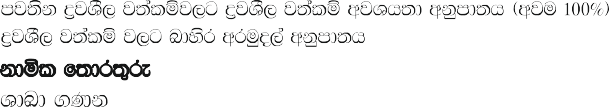 පවතින ද්‍රවශීල වත්කම්වලට ද්‍රවශීල වත්කම් අවශ්‍යතා අනුපාතය (අවම 100%)
ද්‍රවශීල වත්කම් වලට බාහිර අරමුදල් අනුපාතය
නාමික තොරතුරු
ශාඛා ගණන